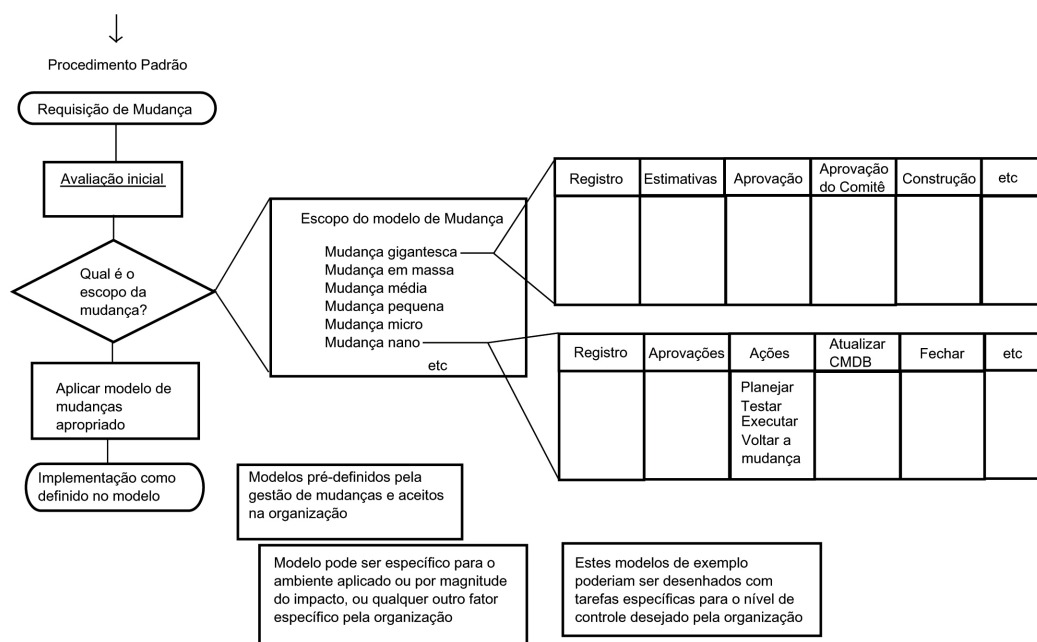 Procedimento Padrão
Requisição de Mudança
Avaliação inicial
Qual é o
escopo da
mudança?
Aplicar modelo de
mudanças
apropriado
Implementação como
definido no modelo
Escopo do modelo de Mudança
Mudança gigantesca
Mudança em massa
Mudança média
Mudança pequena
Mudança micro
Mudança nano
etc
Registro
Estimativas
Aprovação
Aprovação
do Comitê
Construção
etc
Registro
Aprovações
Ações
Atualizar
CMDB
Fechar
etc
Planejar
Testar
Executar
Voltar a
mudança
Modelos pré-definidos pela
gestão de mudanças e aceitos
na organização
Modelo pode ser específico para o
ambiente aplicado ou por magnitude
do impacto, ou qualquer outro fator
específico pela organização
Estes modelos de exemplo
poderiam ser desenhados com
tarefas específicas para o nível de
controle desejado pela organização